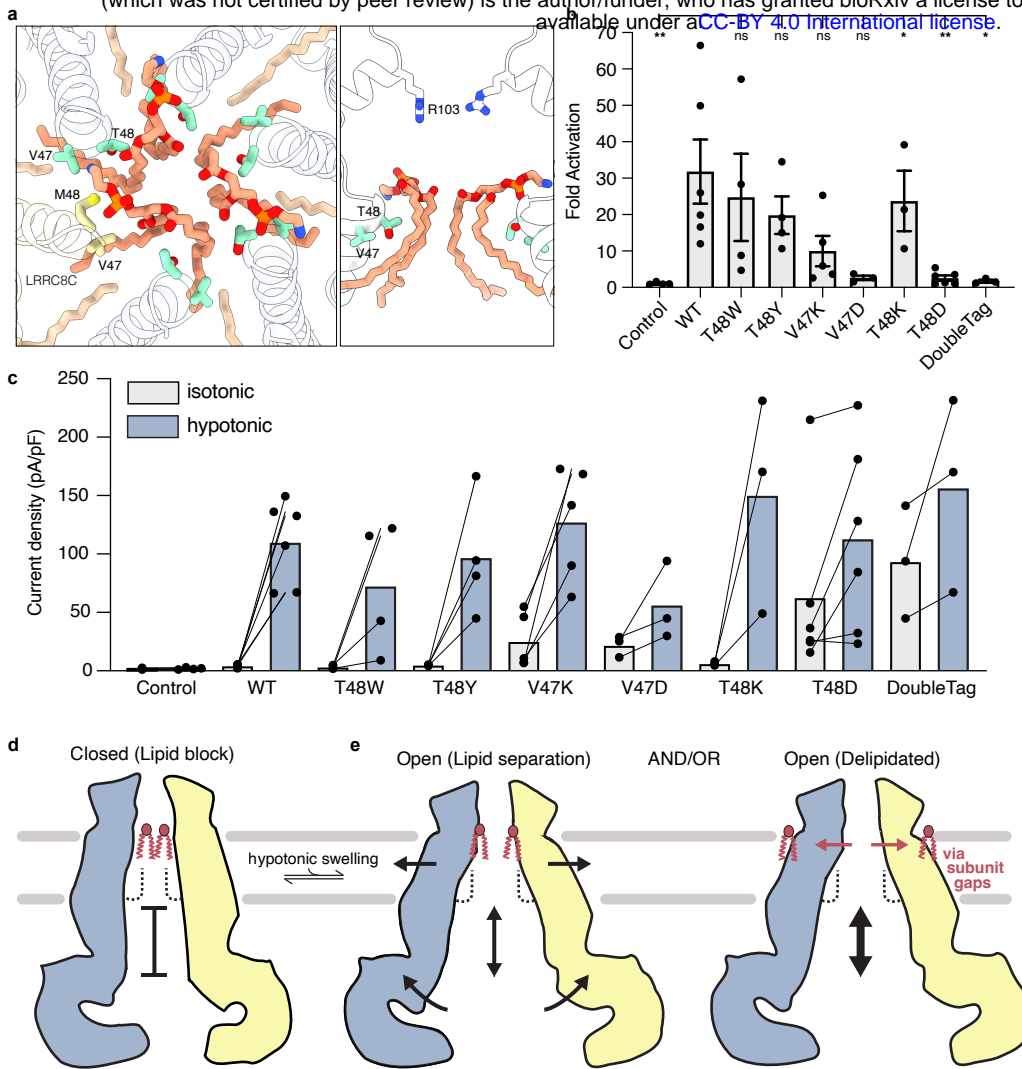 (which was not certified by peer review) is the author/funder, who has granted bioRxiv a license to
available under aCC-BY 4.0 International license.
a
V47
T48
M48
V47
LRRC8C
R103
T48
V47
b
Fold Activation
70
60
50
40
30
20
10
0
** ns ns ns ns * ** *
Control WT T48W T48Y V47K V47D T48K T48D DoubleTag
c
Current density (pA/pF)
250
200
150
100
50
0
isotonic
hypotonic
Control WT T48W T48Y V47K V47D T48K T48D DoubleTag
d
Closed (Lipid block)
hypotonic swelling
e
Open (Lipid separation) AND/OR Open (Delipidated)
via
subunit
gaps